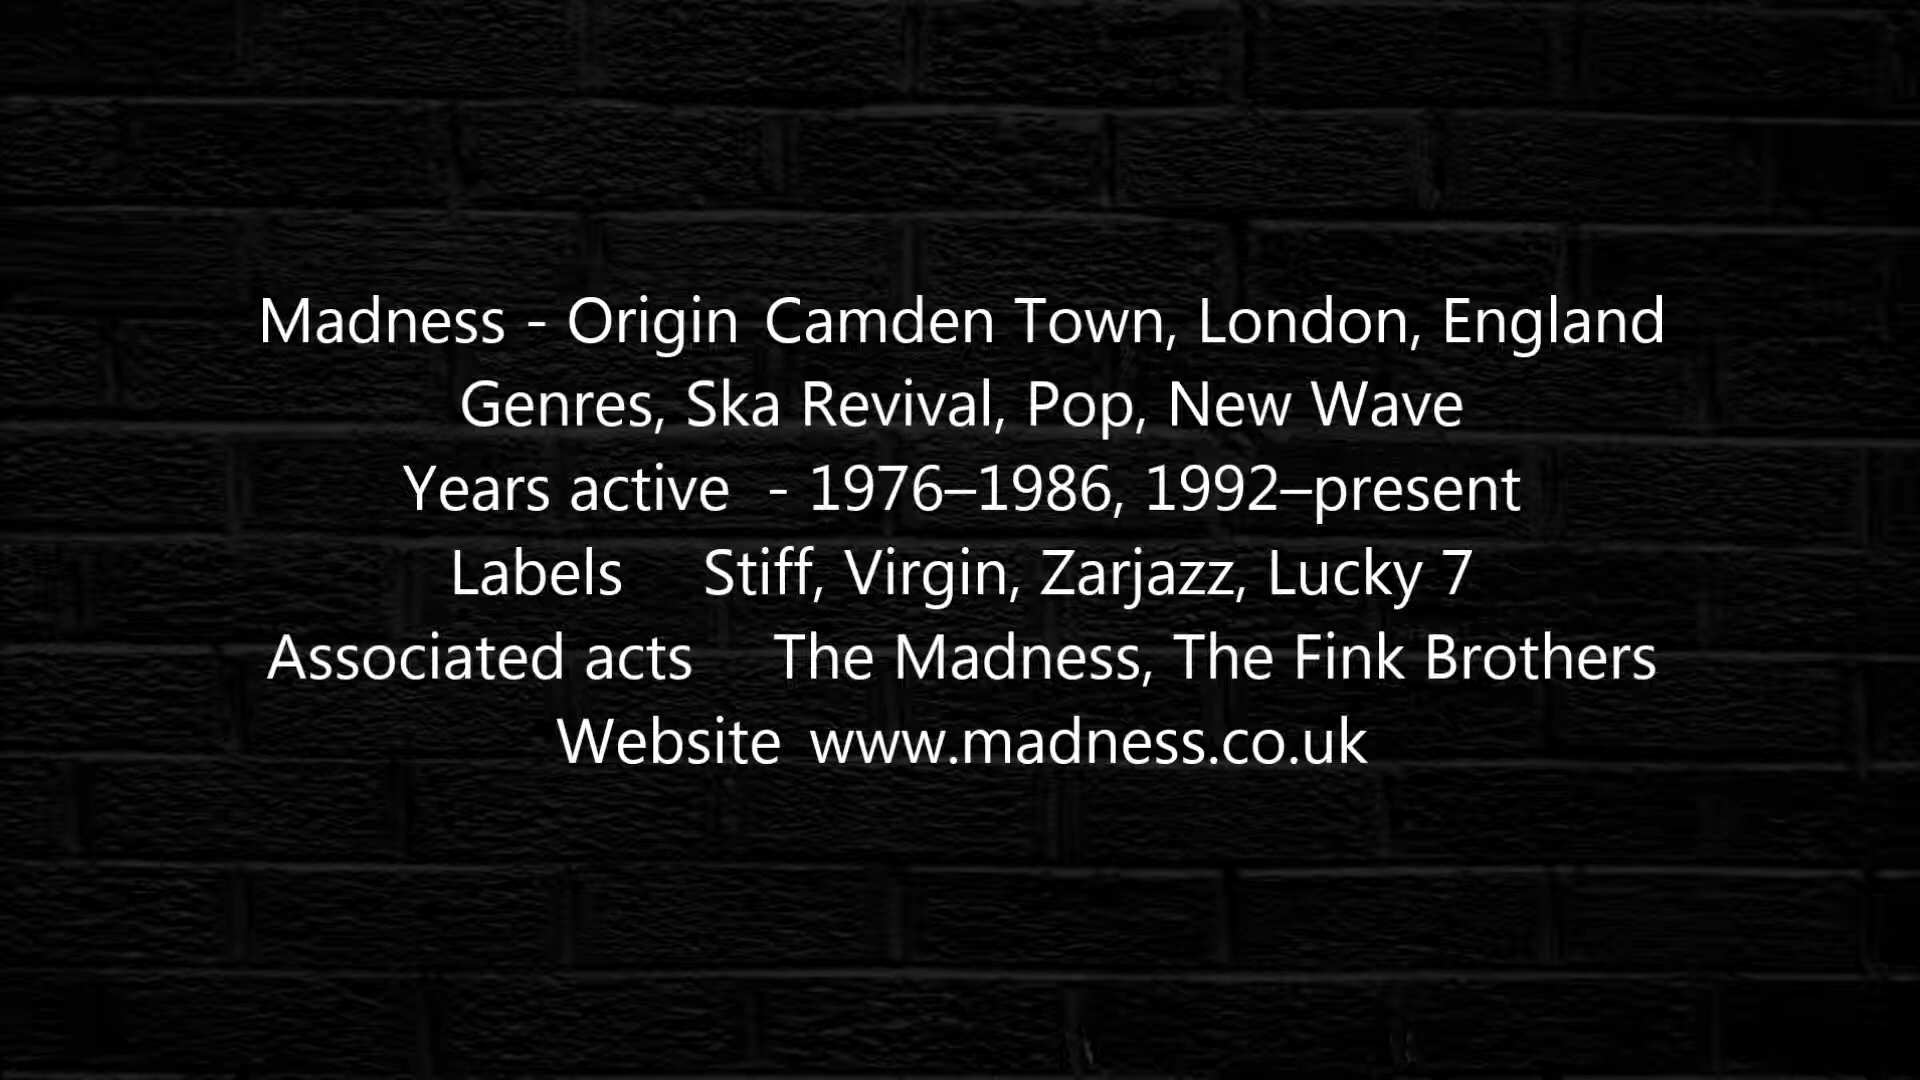 Madness - Origin Camden Town, London, England
Genres, Ska Revival, Pop, New Wave
Years active - 1976–1986, 1992–present
Labels Stiff, Virgin, Zarjazz, Lucky 7
Associated acts The Madness, The Fink Brothers
Website www.madness.co.uk